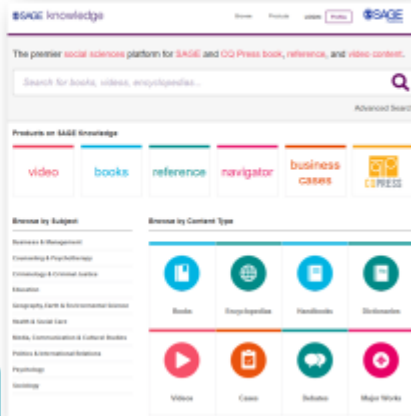 SAGE knowledge
Browse Products LOGIN Profile SAGE
The premier social sciences platform for SAGE and CQ Press book, reference, and video content.
Search for books, videos, encyclopedias...
Advanced Search
Products on SAGE Knowledge
video books reference navigator business cases CQPRESS
Browse by Subject
Browse by Content Type
Business & Management
Counseling & Psychotherapy
Criminology & Criminal Justice
Education
Geography, Earth & Environmental Science
Health & Social Care
Media, Communication & Cultural Studies
Politics & International Relations
Psychology
Sociology
Books Encyclopedias Handbooks Dictionaries
Videos Cases Debates Major Works